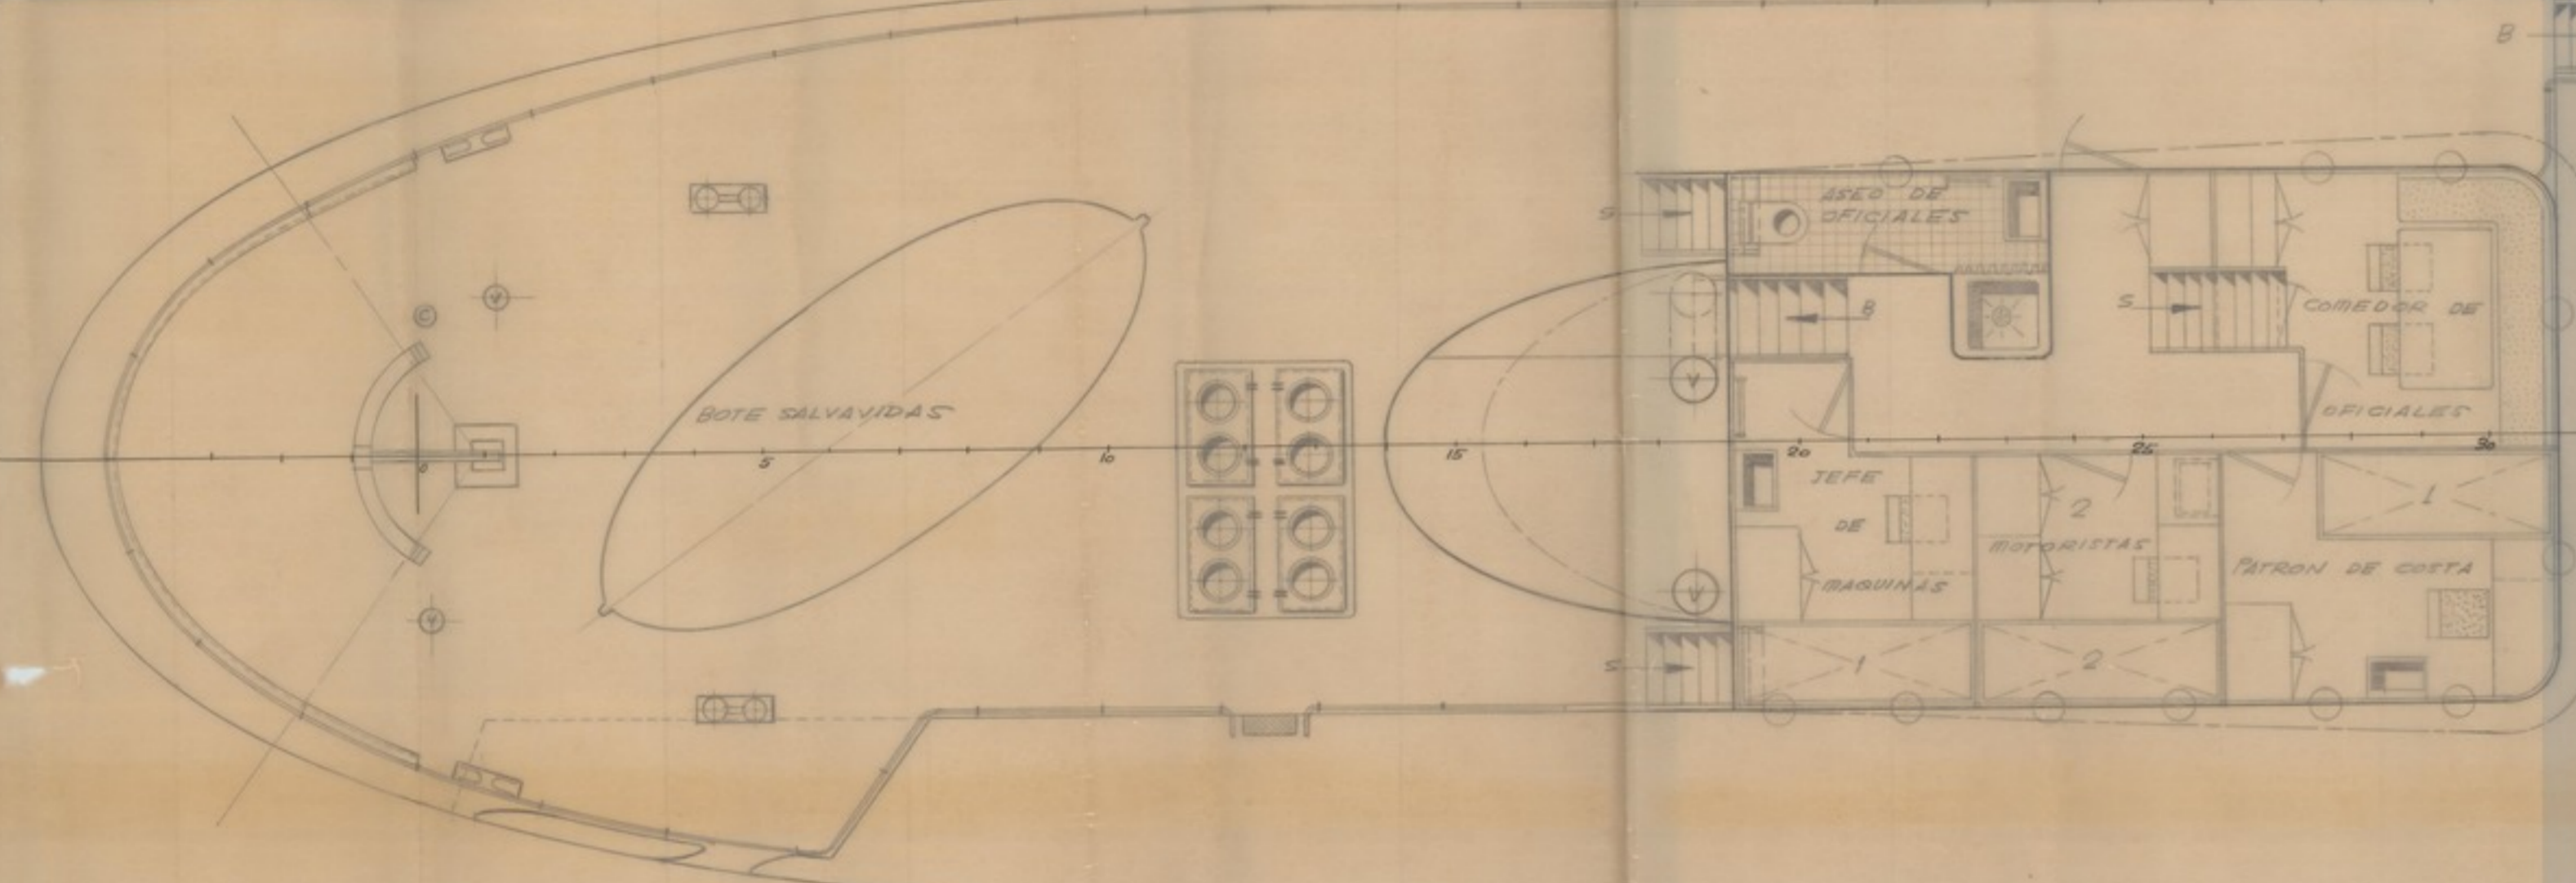 B
ASEO DE
OFICIALES
S
S
B
COMEDOR DE
OFICIALES
C
V
V
BOTE SALVAVIDAS
V
0
5
10
15
20
25
30
JEFE
DE
MAQUINAS
2
MOTORISTAS
1
PATRON DE COSTA
V
V
S
1
2